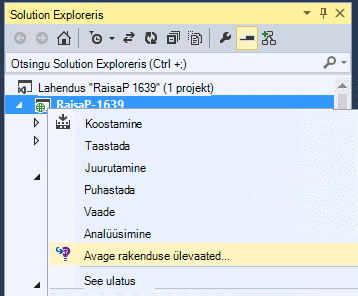 Solution Exploreris
Otsingu Solution Exploreris (Ctrl +;)
Lahendus "RaisaP 1639" (1 projekt)
RaisaP-1639
Koostamine
Taastada
Juurutamine
Puhastada
Vaade
Analüüsimine
Avage rakenduse ülevaated...
See ulatus